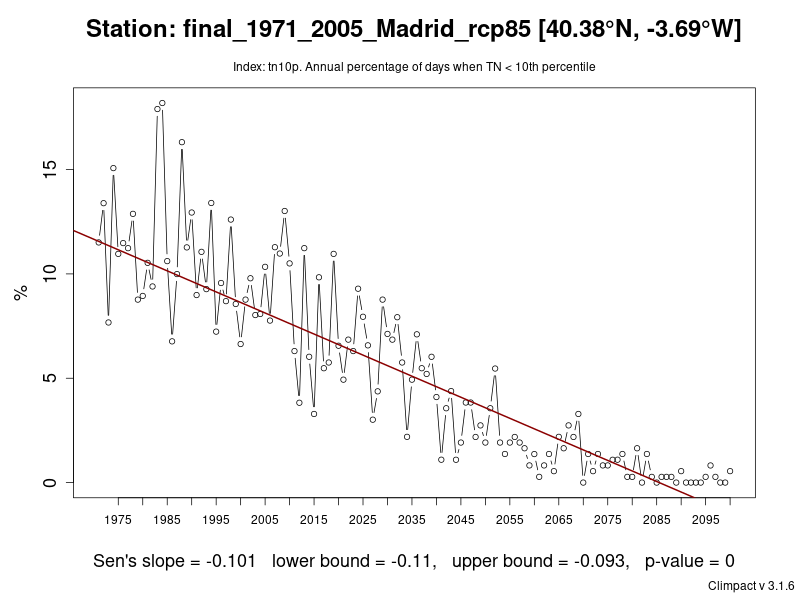 Station: final_1971_2005_Madrid_rcp85 [40.38°N, -3.69°W]
Index: tn10p. Annual percentage of days when TN < 10th percentile
15
10
5
0
%
1975 1985 1995 2005 2015 2025 2035 2045 2055 2065 2075 2085 2095
Sen's slope = -0.101 lower bound = -0.11, upper bound = -0.093, p-value = 0
Climpact v 3.1.6